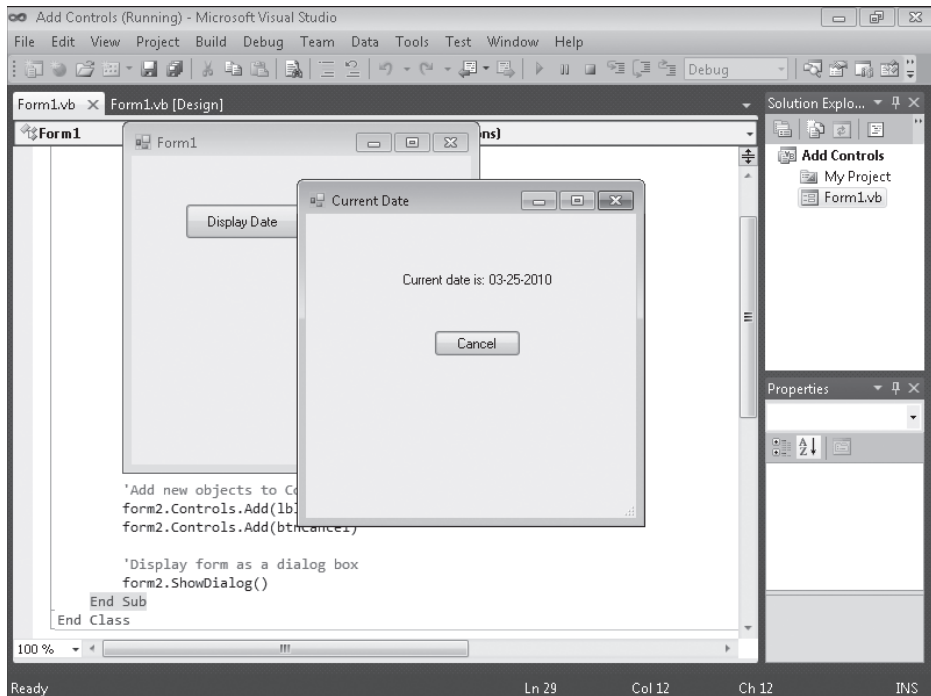 Add Controls (Running) - Microsoft Visual Studio
File Edit View Project Build Debug Team Data Tools Test Window Help
Debug
Form1.vb Form1.vb [Design]
Form1
ons)
Form1
Display Date
Current Date
Current date is: 03-25-2010
Cancel
'Add new objects to Co
form2.Controls.Add(lbl
form2.Controls.Add(btnCancel)
'Display form as a dialog box
form2.ShowDialog()
End Sub
End Class
100 %
Solution Explo...
Add Controls
My Project
Form1.vb
Properties
Ready Ln 29 Col 12 Ch 12 INS